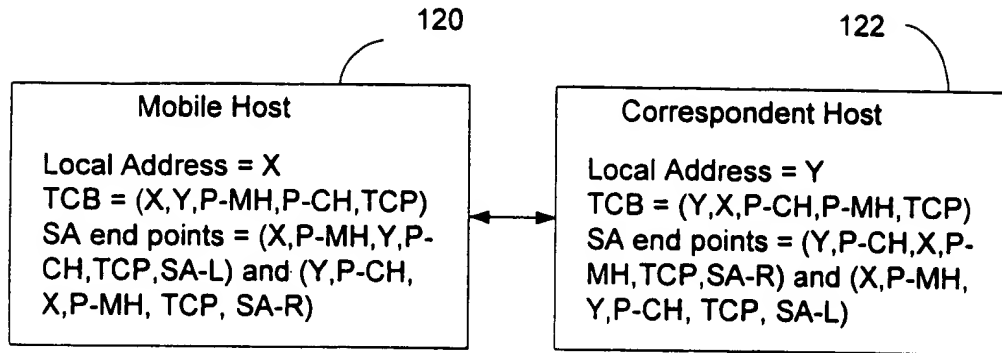 120
122
Mobile Host
Local Address = X
TCB = (X,Y,P-MH,P-CH,TCP)
SA end points = (X,P-MH,Y,P-
CH,TCP,SA-L) and (Y,P-CH,
X,P-MH, TCP, SA-R)
Correspondent Host
Local Address = Y
TCB = (Y,X,P-CH,P-MH,TCP)
SA end points = (Y,P-CH,X,P-
MH,TCP,SA-R) and (X,P-MH,
Y,P-CH, TCP, SA-L)